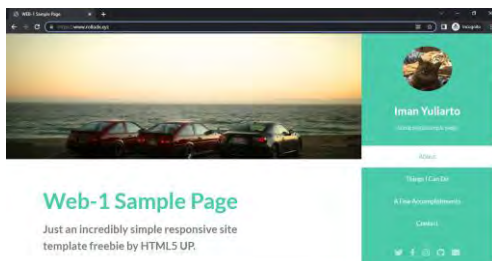 WEB-1 Sample Page
Incognito
Iman Yuliarto
About
Things I Can Do
A Few Accomplishments
Contact
Web-1 Sample Page
Just an incredibly simple responsive site
template freebie by HTML5 UP.